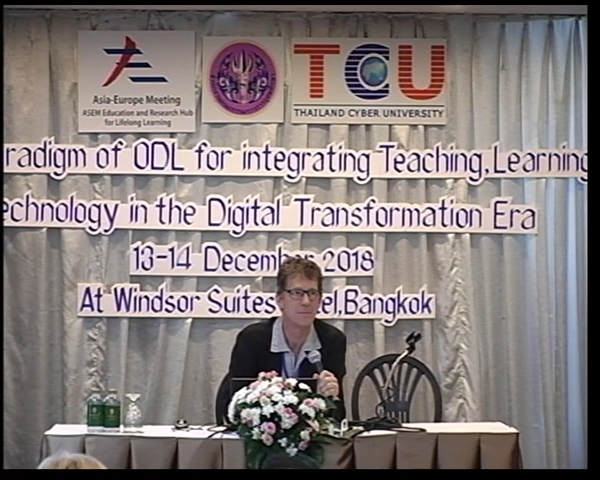 Asia-Europe Meeting
ASEM Education and Research Hub
for Lifelong Learning
TCU
THAILAND CYBER UNIVERSITY
radigm of ODL for integrating Teaching,Learning
echnology in the Digital Transformation Era
13-14 December 2018
At Windsor Suites el,Bangkok